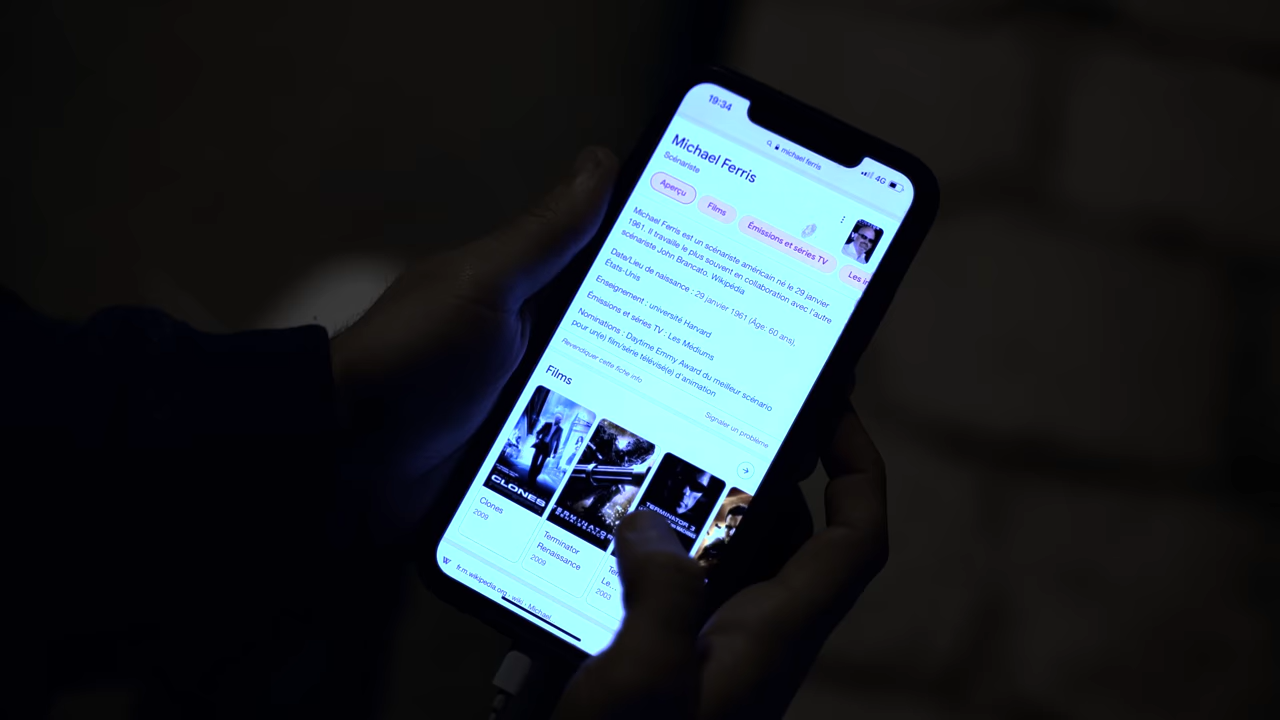 19:34
michael ferris
4G
Michael Ferris
Scénariste
Aperçu
Films
Émissions et séries TV
Les in
Michael Ferris est un scénariste américain né le 29 janvier
1961. Il travaille le plus souvent en collaboration avec l'autre
scénariste John Brancato. Wikipédia
Date/Lieu de naissance : 29 janvier 1961 (Âge: 60 ans),
États-Unis
Enseignement : université Harvard
Émissions et séries TV : Les Médiums
Nominations : Daytime Emmy Award du meilleur scénario
pour un(e) film/série télévisé(e) d'animation
Revendiquer cette fiche info
Signaler un problème
Films
CLONES
TERMINATOR
RENAISSANCE
TERMINATOR 3
MACHINES
Clones
2009
Terminator
Renaissance
2009
Le...
2003
W
fr.m.wikipedia.org › wiki › Michael